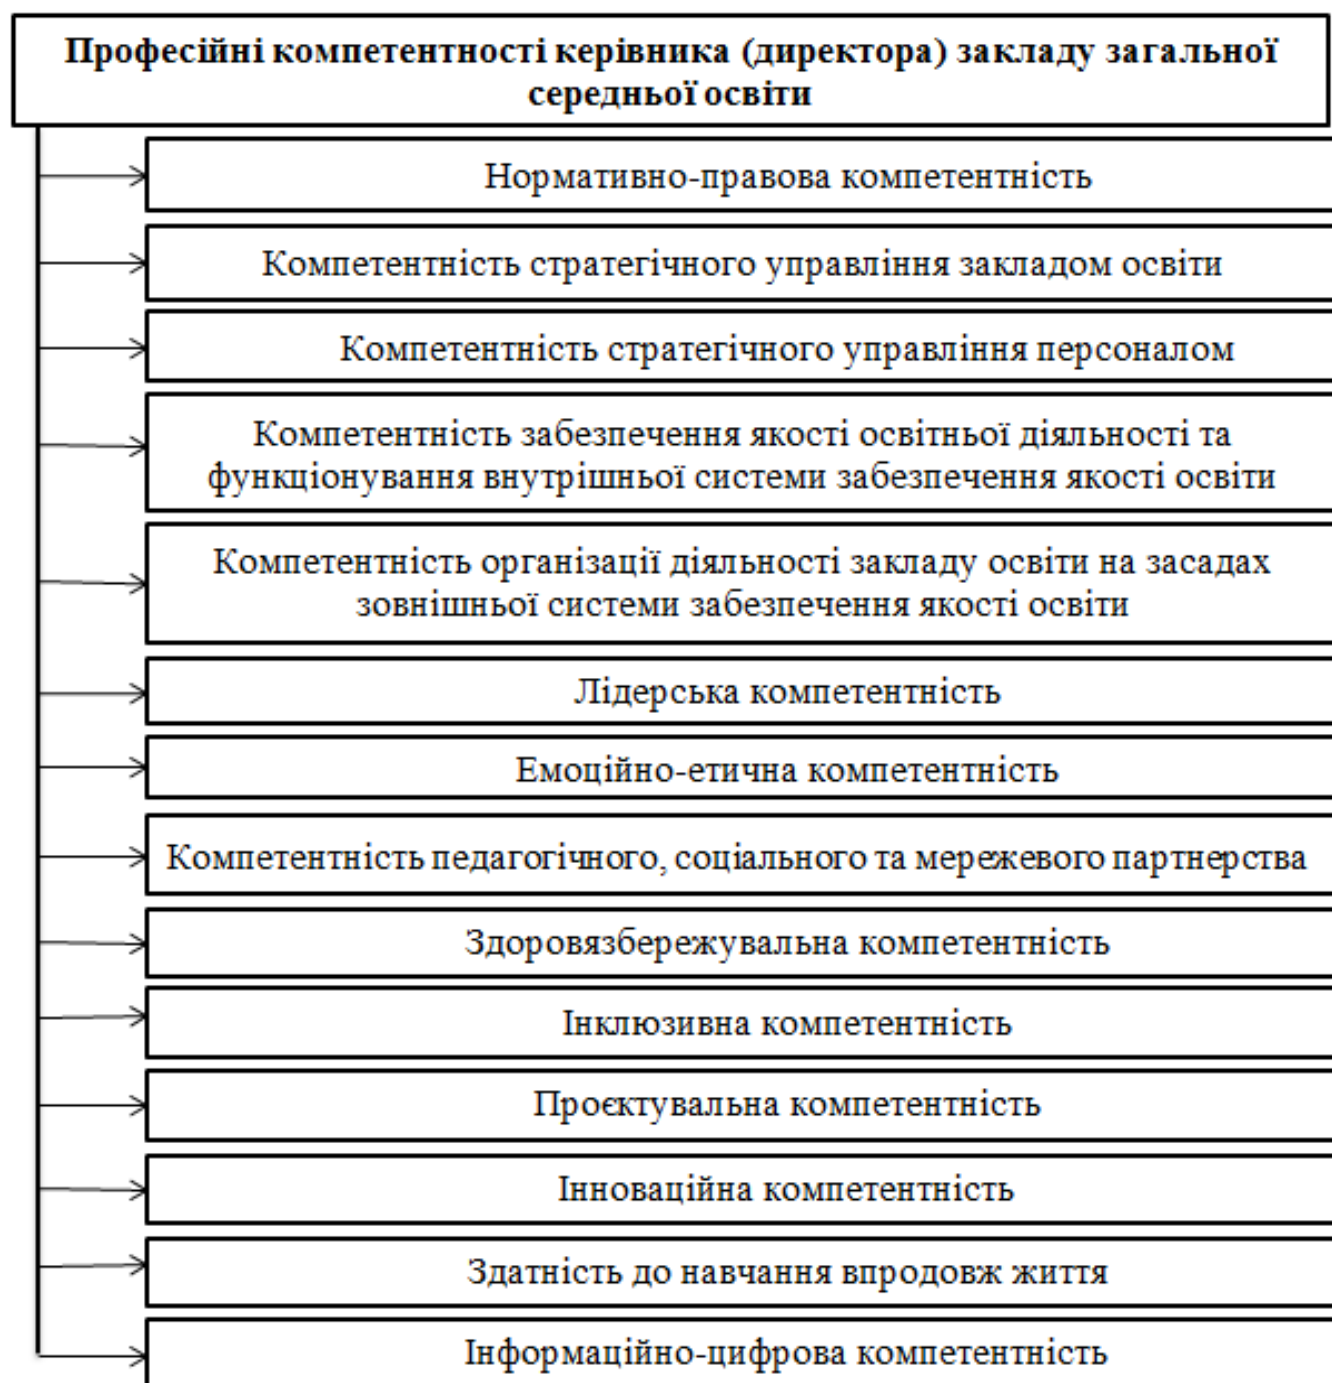 Професійні компетентності керівника (директора) закладу загальної
середньої освіти
Нормативно-правова компетентність
Компетентність стратегічного управління закладом освіти
Компетентність стратегічного управління персоналом
Компетентність забезпечення якості освітньої діяльності та
функціонування внутрішньої системи забезпечення якості освіти
Компетентність організації діяльності закладу освіти на засадах
зовнішньої системи забезпечення якості освіти
Лідерська компетентність
Емоційно-етична компетентність
Компетентність педагогічного, соціального та мережевого партнерства
Здоровязбережувальна компетентність
Інклюзивна компетентність
Проєктувальна компетентність
Інноваційна компетентність
Здатність до навчання впродовж життя
Інформаційно-цифрова компетентність